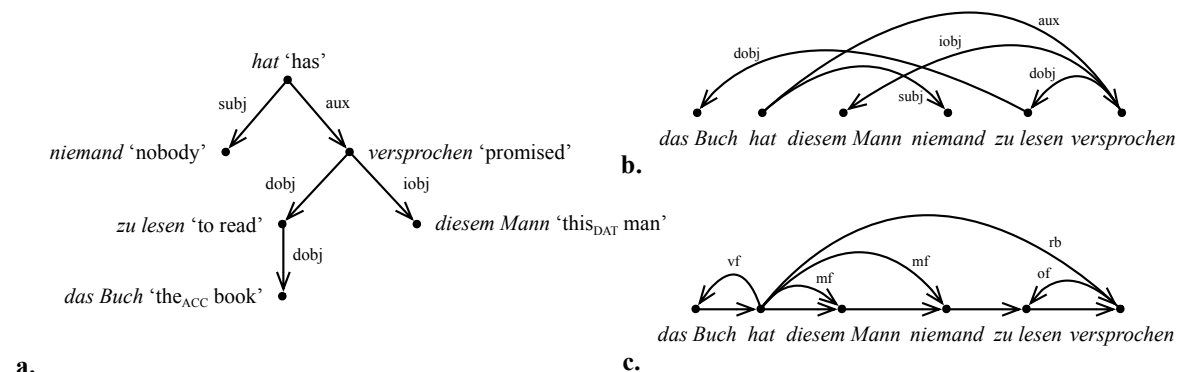 hat ‘has’
subj
aux
niemand ‘nobody’
versprochen ‘promised’
dobj
iobj
zu lesen ‘to read’
diesem Mann ‘thisDAT man’
dobj
das Buch ‘theACC book’
a.
aux
dobj
iobj
subj
dobj
das Buch hat diesem Mann niemand zu lesen versprochen
b.
vf
mf
mf
rb
of
das Buch hat diesem Mann niemand zu lesen versprochen
c.